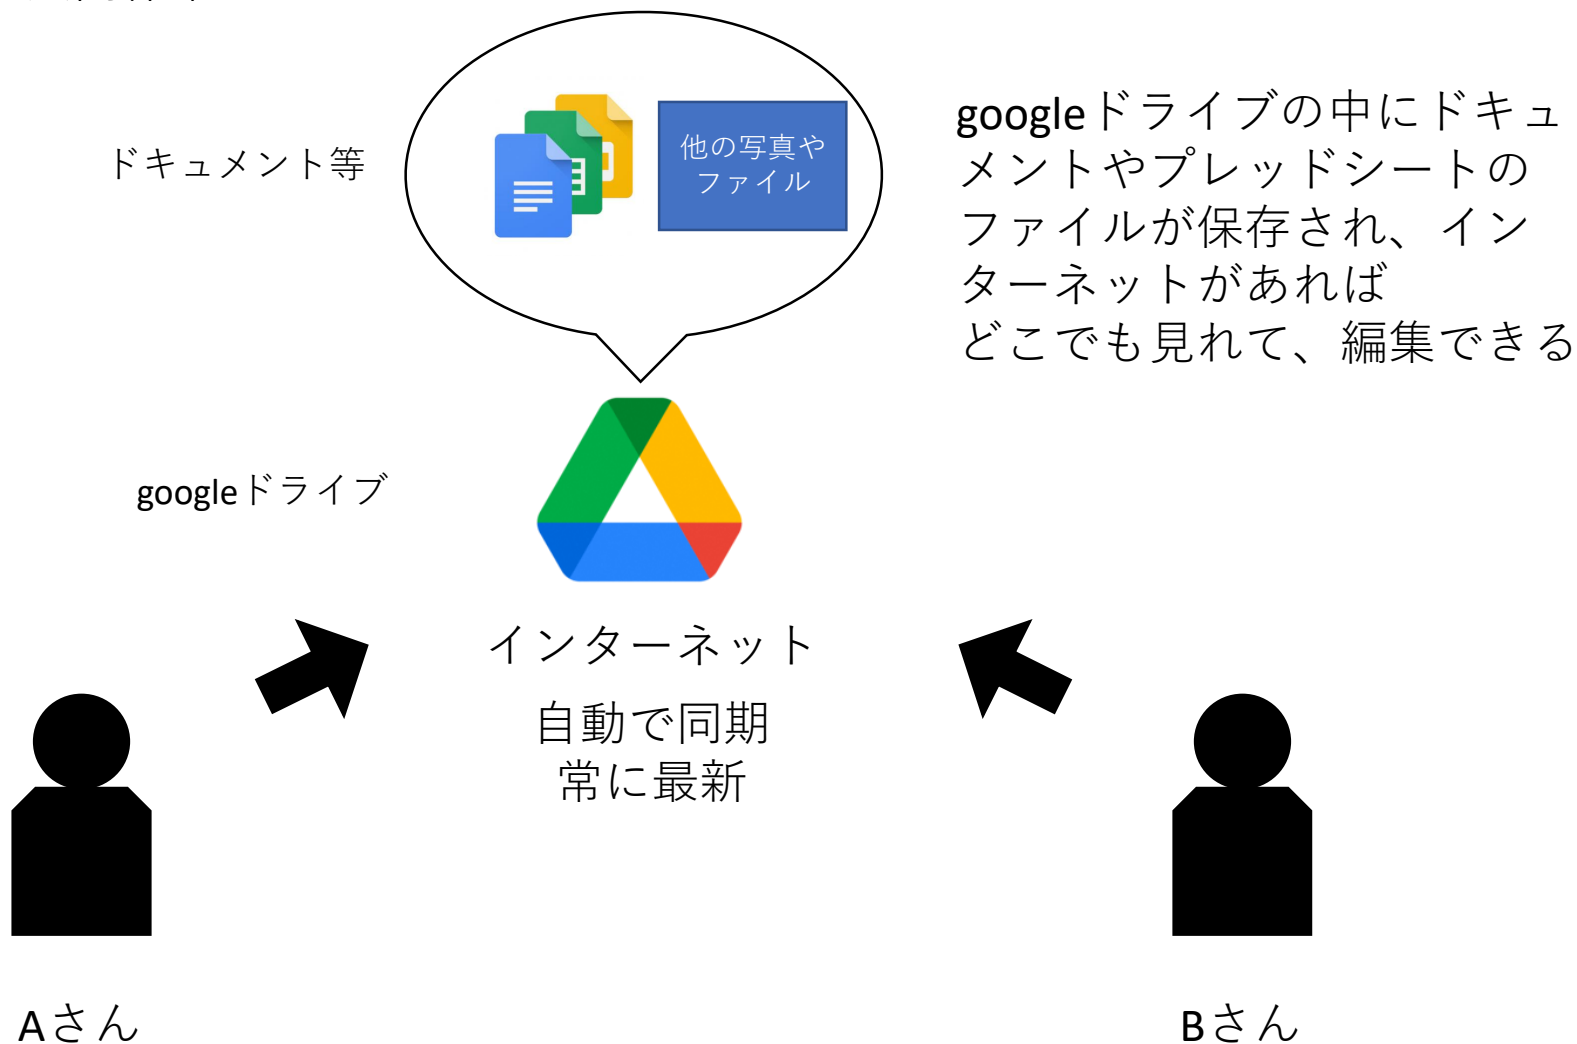 ドキュメント等
他の写真や
ファイル
googleドライブの中にドキュ
メントやプレッドシートの
ファイルが保存され、イン
ターネットがあれば
どこでも見れて、編集できる
googleドライブ
インターネット
自動で同期
常に最新
Aさん
Bさん